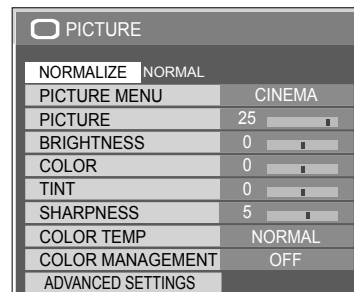 PICTURE
NORMALIZE NORMAL
PICTURE MENU CINEMA
PICTURE 25
BRIGHTNESS 0
COLOR 0
TINT 0
SHARPNESS 5
COLOR TEMP NORMAL
COLOR MANAGEMENT OFF
ADVANCED SETTINGS